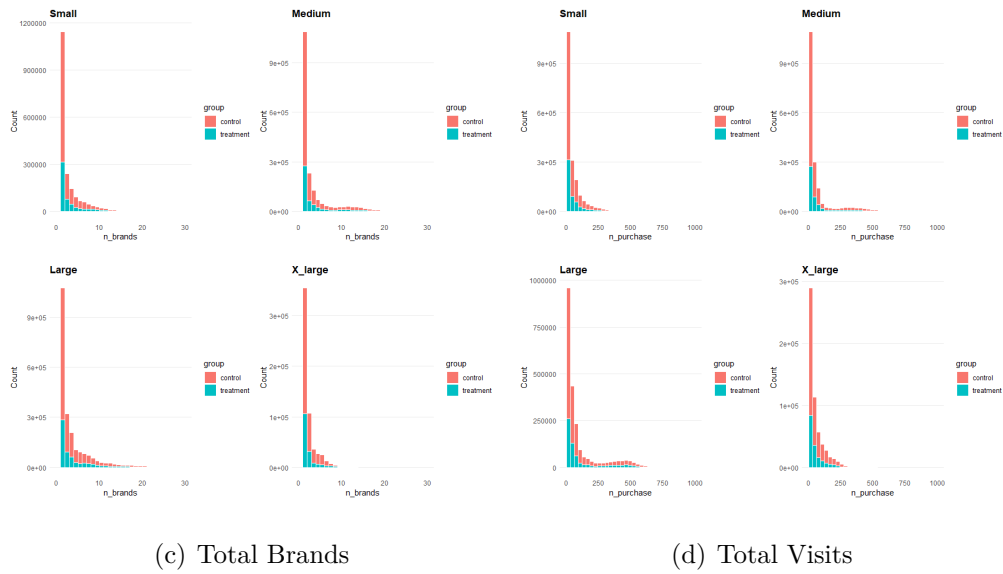 Small
Count
1200000
900000
600000
300000
0
0 10 20 30
n_brands
group
control
treatment
Medium
Count
9e+05
6e+05
3e+05
0e+00
0 10 20 30
n_brands
group
control
treatment
Large
Count
9e+05
6e+05
3e+05
0e+00
0 10 20 30
n_brands
group
control
treatment
X_large
Count
3e+05
2e+05
1e+05
0e+00
0 10 20 30
n_brands
group
control
treatment
(c) Total Brands
Small
Count
9e+05
6e+05
3e+05
0e+00
0 250 500 750 1000
n_purchase
group
control
treatment
Medium
Count
9e+05
6e+05
3e+05
0e+00
0 250 500 750 1000
n_purchase
group
control
treatment
Large
Count
1000000
750000
500000
250000
0
0 250 500 750 1000
n_purchase
group
control
treatment
X_large
Count
3e+05
2e+05
1e+05
0e+00
0 250 500 750 1000
n_purchase
group
control
treatment
(d) Total Visits